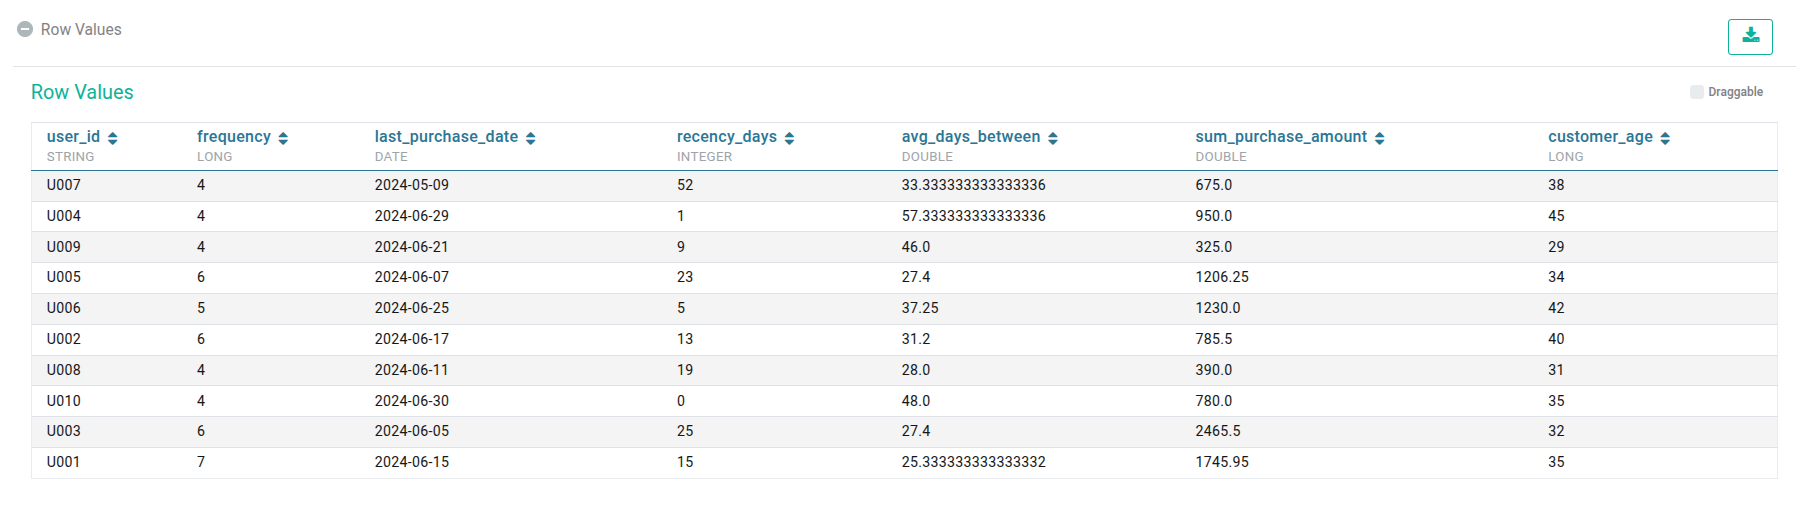 Row Values
Row Values
Draggable
user_id frequency last_purchase_date recency_days avg_days_between sum_purchase_amount customer_age
STRING LONG DATE INTEGER DOUBLE DOUBLE LONG
U007 4 2024-05-09 52 33.333333333333336 675.0 38
U004 4 2024-06-29 1 57.333333333333336 950.0 45
U009 4 2024-06-21 9 46.0 325.0 29
U005 6 2024-06-07 23 27.4 1206.25 34
U006 5 2024-06-25 5 37.25 1230.0 42
U002 6 2024-06-17 13 31.2 785.5 40
U008 4 2024-06-11 19 28.0 390.0 31
U010 4 2024-06-30 0 48.0 780.0 35
U003 6 2024-06-05 25 27.4 2465.5 32
U001 7 2024-06-15 15 25.333333333333332 1745.95 35